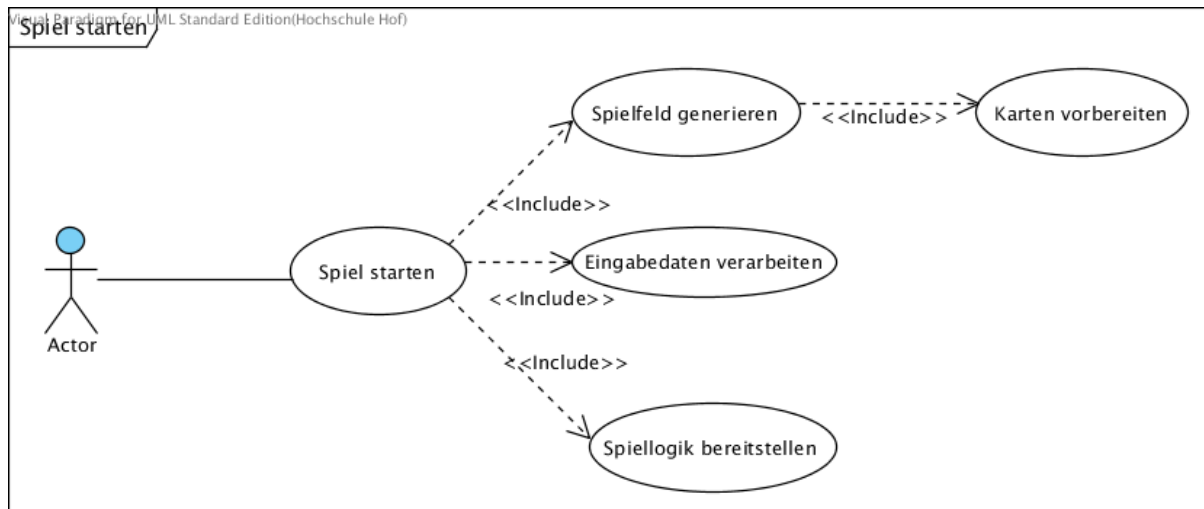 Visual Paradigm for UML Standard Edition(Hochschule Hof)
Spiel starten
Spielfeld generieren
<<Include>>
Karten vorbereiten
<<Include>>
Spiel starten
Eingabedaten verarbeiten
<<Include>>
Actor
<<Include>>
Spiellogik bereitstellen